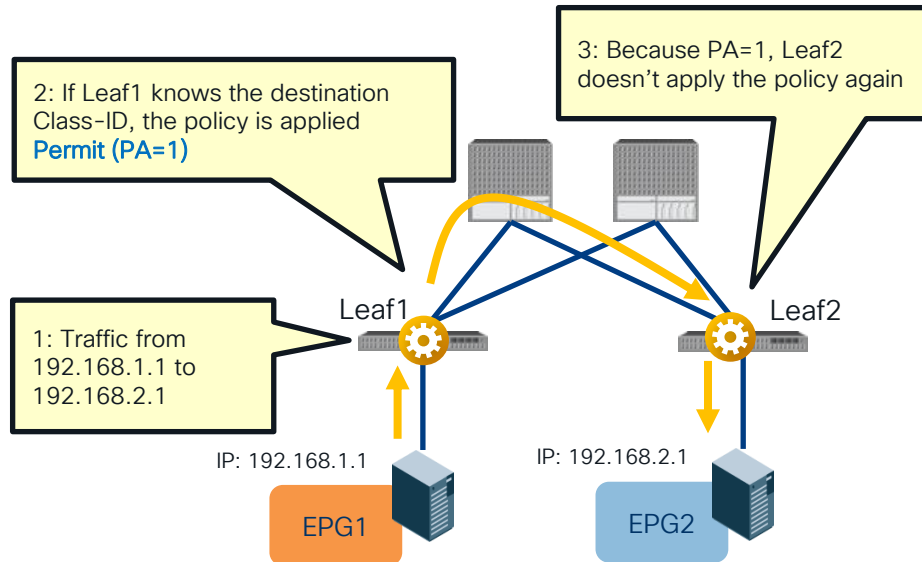 3: Because PA=1, Leaf2
doesn't apply the policy again
2: If Leaf1 knows the destination
Class-ID, the policy is applied
Permit (PA=1)
Leaf1
Leaf2
1: Traffic from
192.168.1.1 to
192.168.2.1
IP: 192.168.1.1
IP: 192.168.2.1
EPG1
EPG2